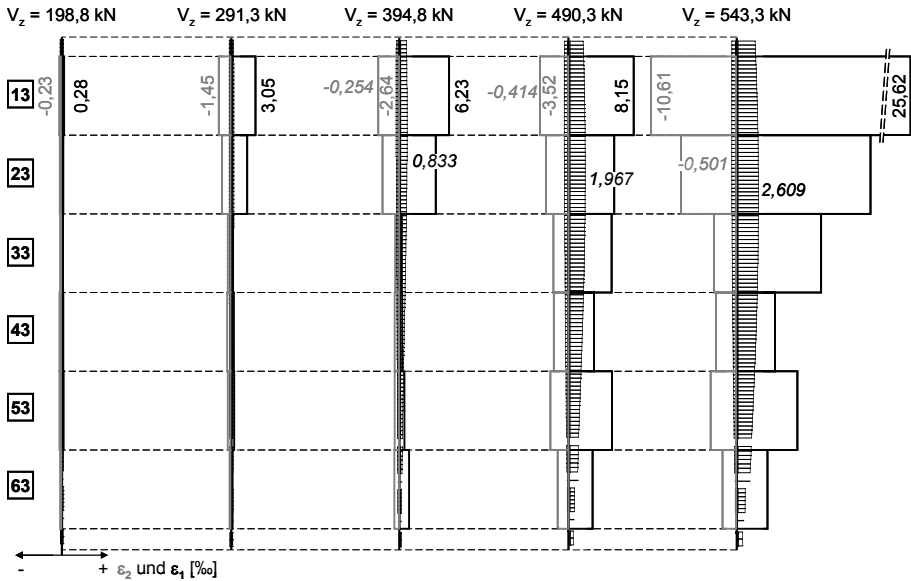 V_z = 198,8 kN V_z = 291,3 kN V_z = 394,8 kN V_z = 490,3 kN V_z = 543,3 kN
13 -0,23 0,28 -1,45 3,05 -0,254 -2,64 6,23 -0,414 -3,52 8,15 -10,61 25,62
23 0,833 1,967 -0,501 2,609
33
43
53
63
- + ε_2 und ε_1 [‰]